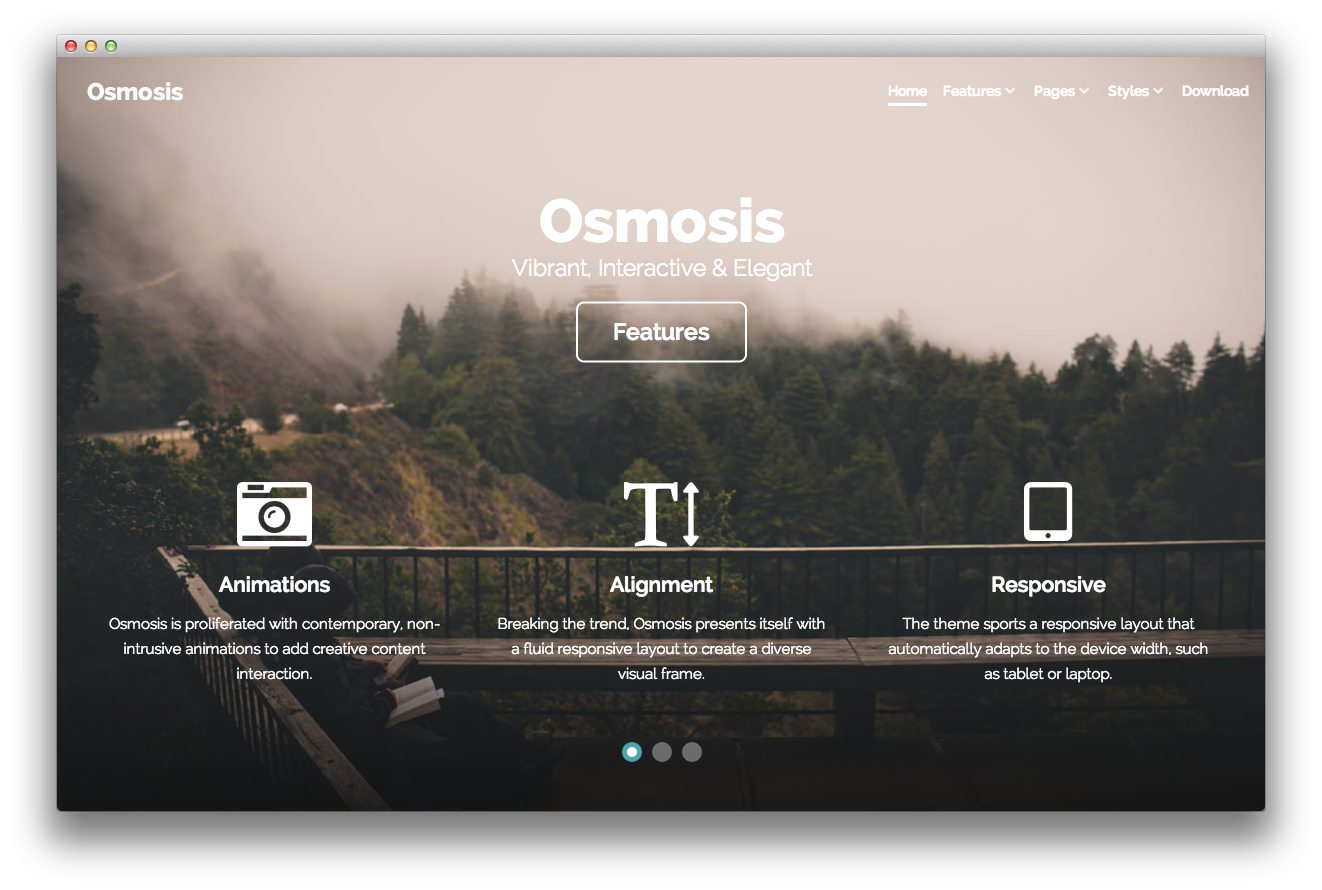 Osmosis
Home Features Pages Styles Download
Osmosis
Vibrant, Interactive & Elegant
Features
Animations
Osmosis is proliferated with contemporary, non-
intrusive animations to add creative content
interaction.
Alignment
Breaking the trend, Osmosis presents itself with
a fluid responsive layout to create a diverse
visual frame.
Responsive
The theme sports a responsive layout that
automatically adapts to the device width, such
as tablet or laptop.